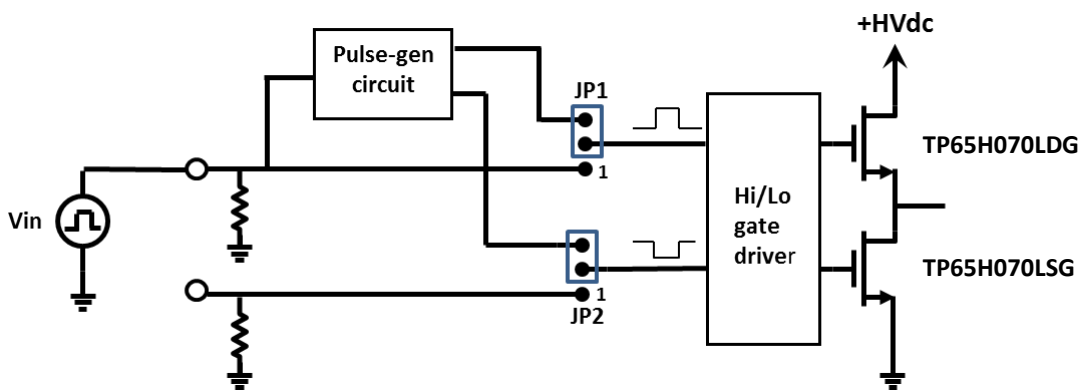 +HVdc
Pulse-gen
circuit
JP1
TP65H070LDG
1
Vin
Hi/Lo
gate
driver
TP65H070LSG
1
JP2